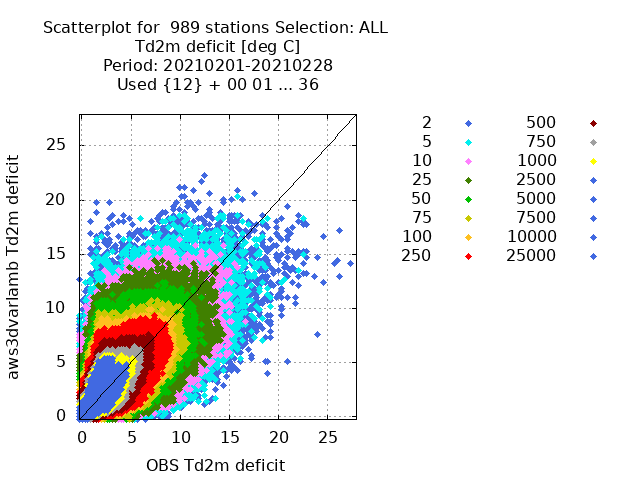 Scatterplot for  989 stations Selection: ALL
Td2m deficit [deg C]
Period: 20210201-20210228
Used {12} + 00 01 ... 36
aws3dvarlamb Td2m deficit
25
20
15
10
5
0
0 5 10 15 20 25
OBS Td2m deficit
2 500
5 750
10 1000
25 2500
50 5000
75 7500
100 10000
250 25000